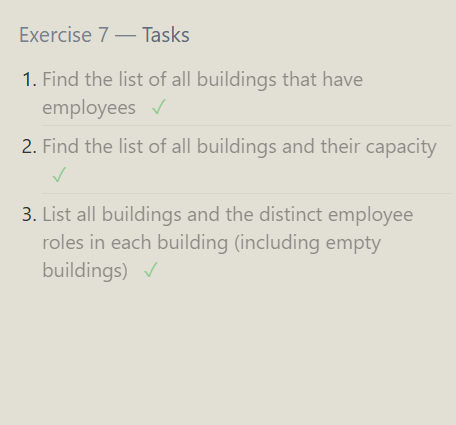 Exercise 7 — Tasks
1. Find the list of all buildings that have
employees ✓
2. Find the list of all buildings and their capacity
✓
3. List all buildings and the distinct employee
roles in each building (including empty
buildings) ✓